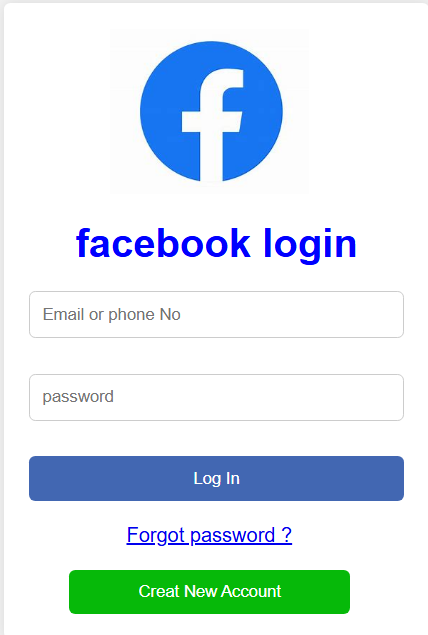 facebook login
Email or phone No
password
Log In
Forgot password ?
Creat New Account